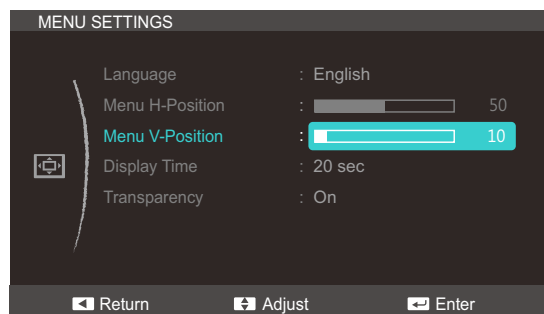 MENU SETTINGS
Language : English
Menu H-Position : 50
Menu V-Position : 10
Display Time : 20 sec
Transparency : On
Return Adjust Enter